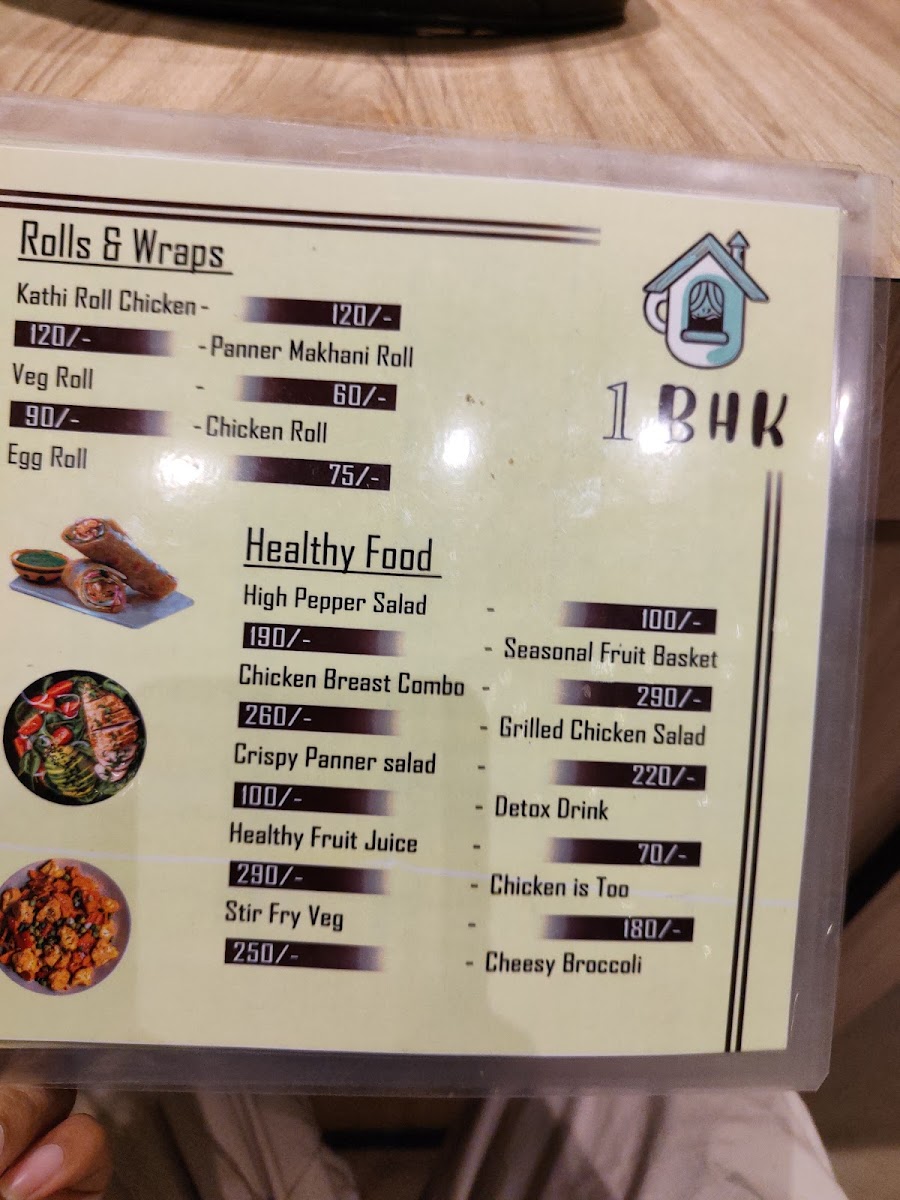 Rolls & Wraps
Kathi Roll Chicken - 120/-
120/- - Panner Makhani Roll
Veg Roll - 60/-
90/- - Chicken Roll
Egg Roll 75/-
1 BHK
Healthy Food
High Pepper Salad - 100/-
190/- - Seasonal Fruit Basket
Chicken Breast Combo - 290/-
260/- - Grilled Chicken Salad
Crispy Panner salad - 220/-
100/- - Detox Drink
Healthy Fruit Juice - 70/-
290/- - Chicken is Too
Stir Fry Veg - 180/-
250/- - Cheesy Broccoli